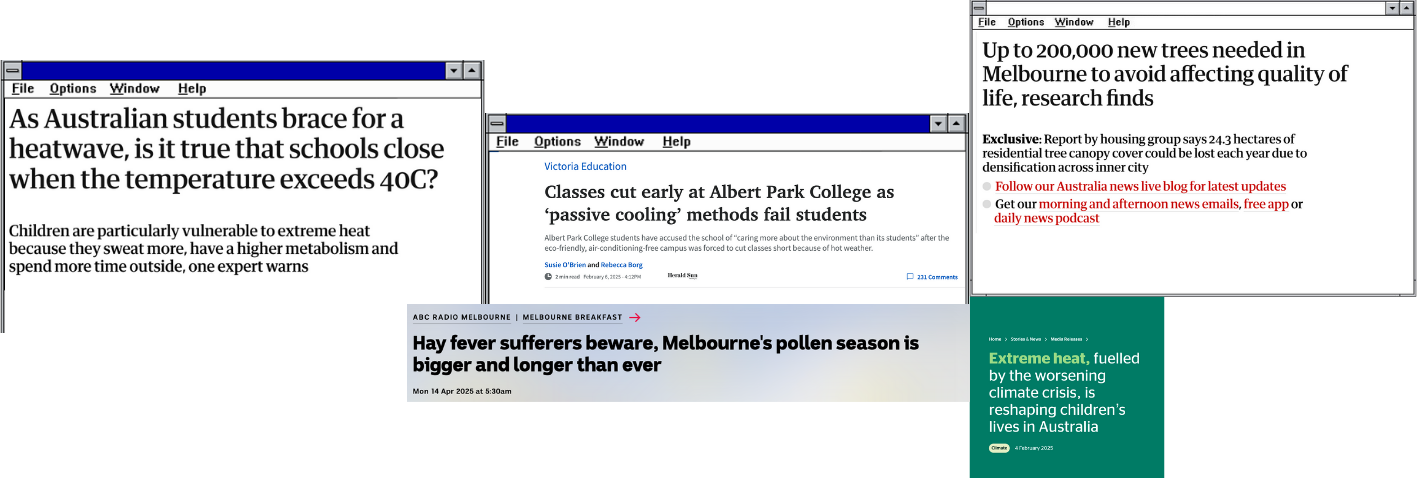 File Options Window Help
As Australian students brace for a
heatwave, is it true that schools close
when the temperature exceeds 40C?
Children are particularly vulnerable to extreme heat
because they sweat more, have a higher metabolism and
spend more time outside, one expert warns
File Options Window Help
Victoria Education
Classes cut early at Albert Park College as
‘passive cooling’ methods fail students
Albert Park College students have accused the school of “caring more about the environment than its students” after the
eco-friendly, air-conditioning-free campus was forced to cut classes short because of hot weather.
Susie O’Brien and Rebecca Borg
2 min read February 6, 2025 - 4:12PM Herald Sun
231 Comments
ABC RADIO MELBOURNE | MELBOURNE BREAKFAST →
Hay fever sufferers beware, Melbourne's pollen season is
bigger and longer than ever
Mon 14 Apr 2025 at 5:30am
File Options Window Help
Up to 200,000 new trees needed in
Melbourne to avoid affecting quality of
life, research finds
Exclusive: Report by housing group says 24.3 hectares of
residential tree canopy cover could be lost each year due to
densification across inner city
Follow our Australia news live blog for latest updates
Get our morning and afternoon news emails, free app or
daily news podcast
Home > Stories & News > Media Releases >
Extreme heat, fuelled
by the worsening
climate crisis, is
reshaping children’s
lives in Australia
Climate 4 February 2025